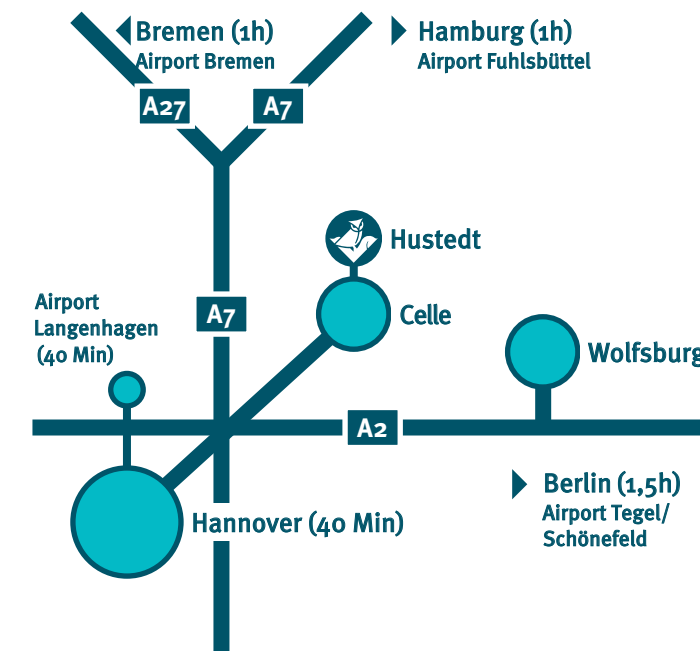 Bremen (1h)
Airport Bremen
Hamburg (1h)
Airport Fuhlsbüttel
A27
A7
Hustedt
Airport
Langenhagen
(40 Min)
A7
Celle
Wolfsburg
A2
Berlin (1,5h)
Airport Tegel/
Schönefeld
Hannover (40 Min)